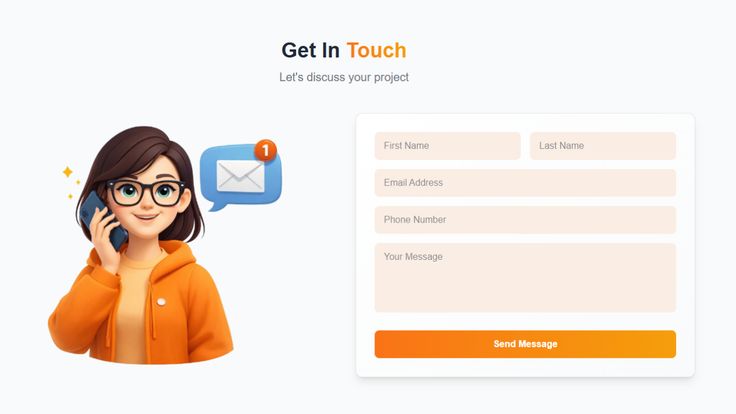 Get In Touch
Let's discuss your project
1
First Name
Last Name
Email Address
Phone Number
Your Message
Send Message